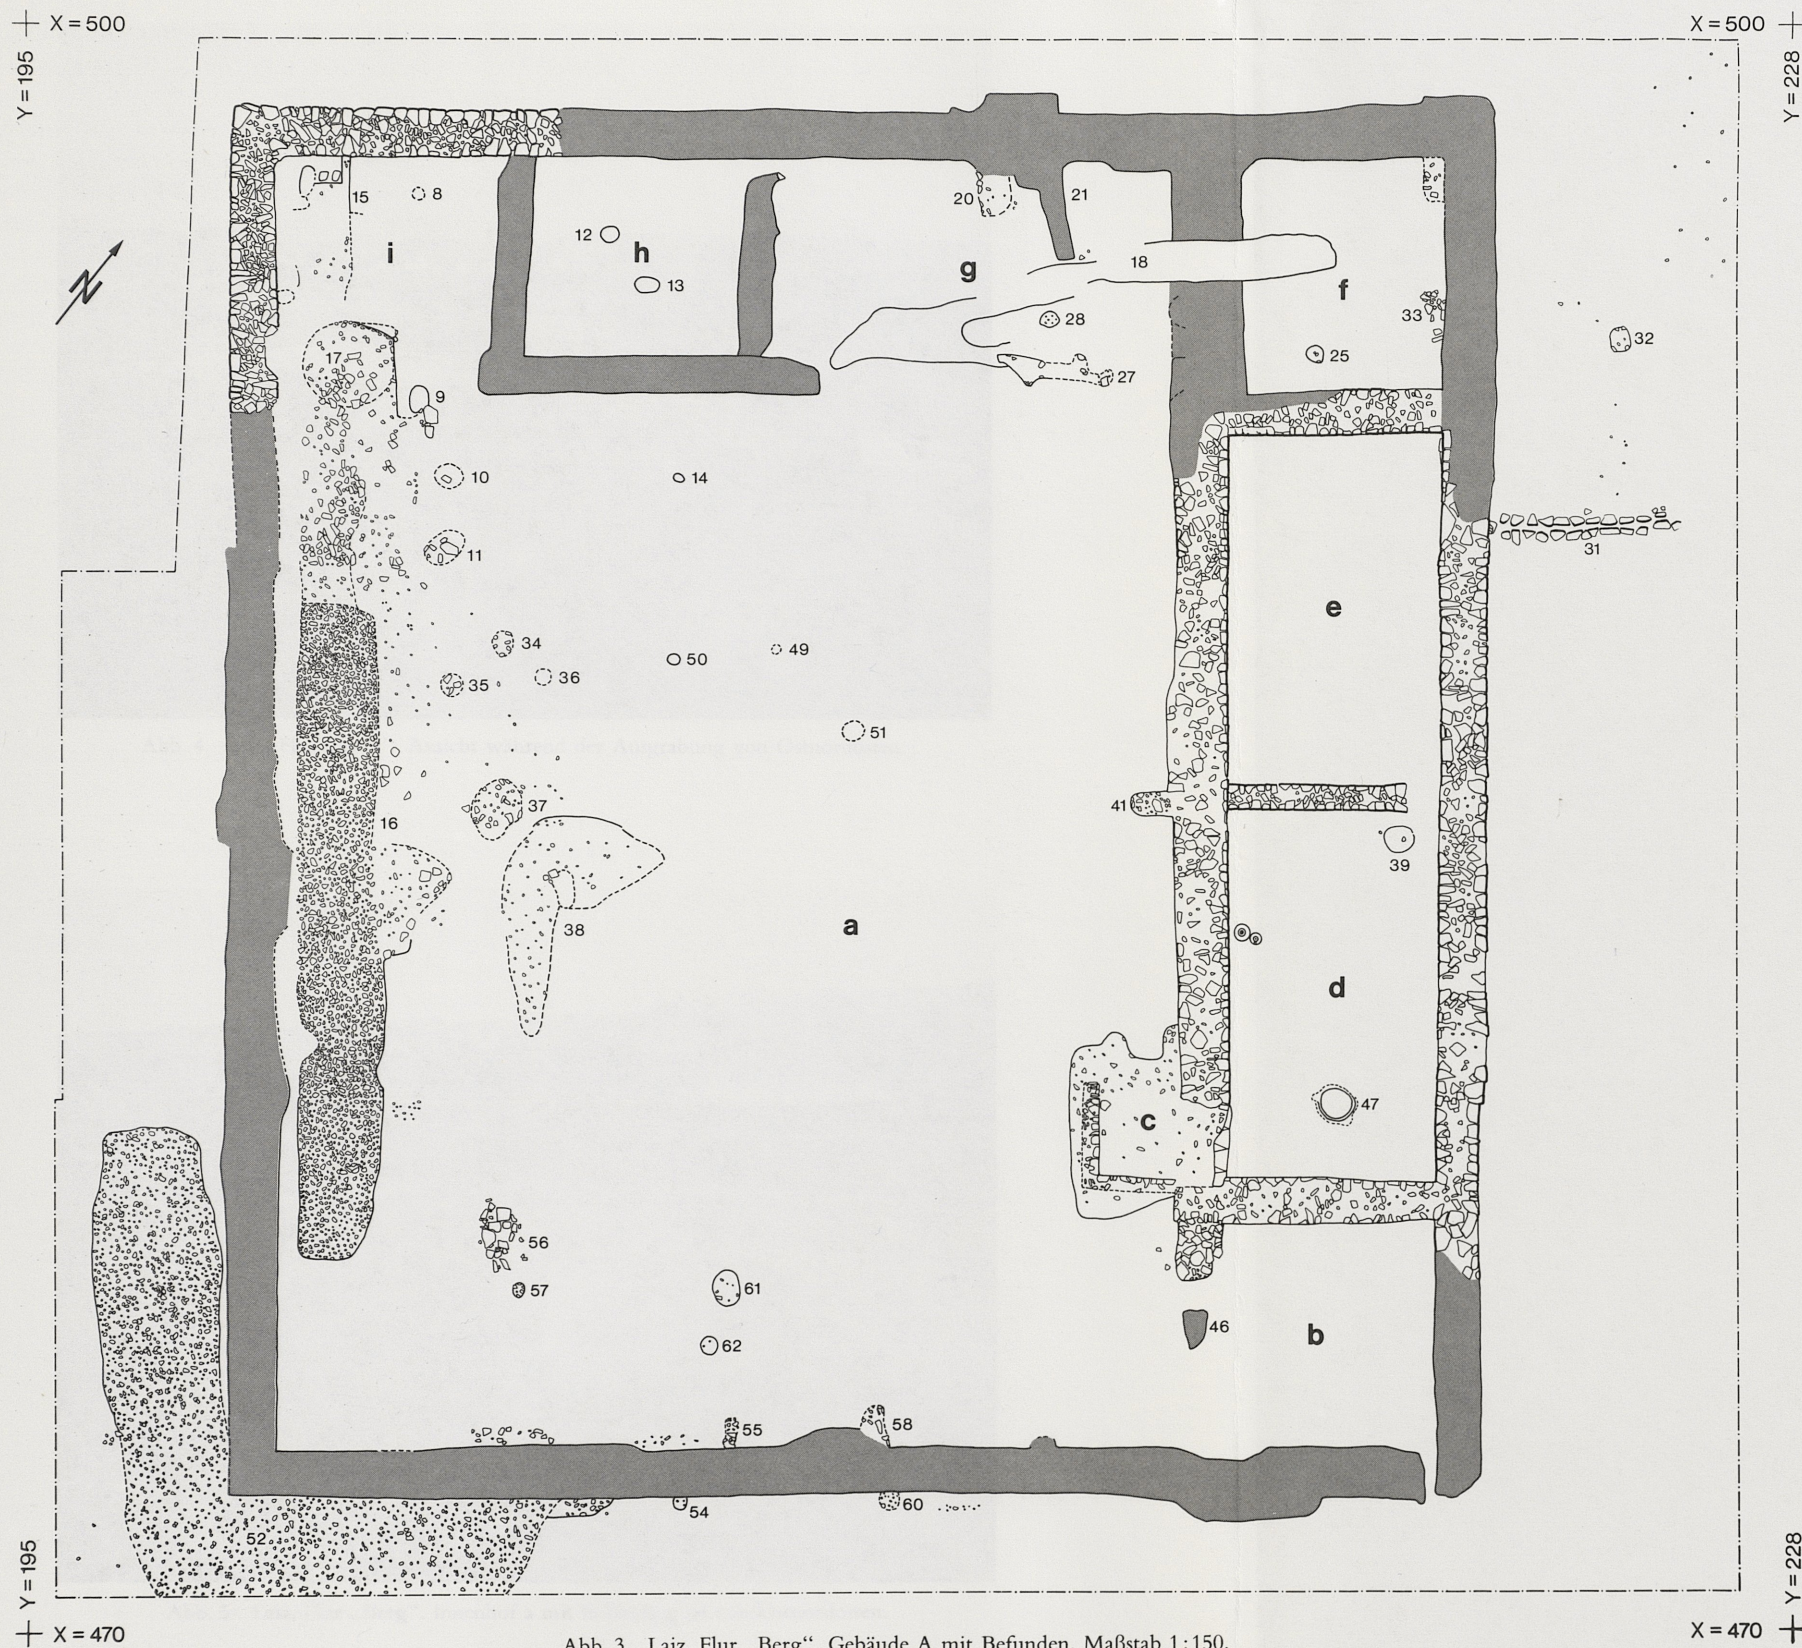 X = 500
X = 500
Y = 195
Y = 228
15
8
i
12
h
13
20
21
g
18
f
28
33
25
32
17
27
9
10
14
11
31
e
34
50
49
35
36
51
37
41
16
39
38
a
d
c
47
56
57
61
46
b
62
55
58
54
60
52
Y = 195
Y = 228
X = 470
X = 470
N
Abb. 3 Laiz, Flur „Berg“. Gebäude A mit Befunden. Maßstab 1:150.